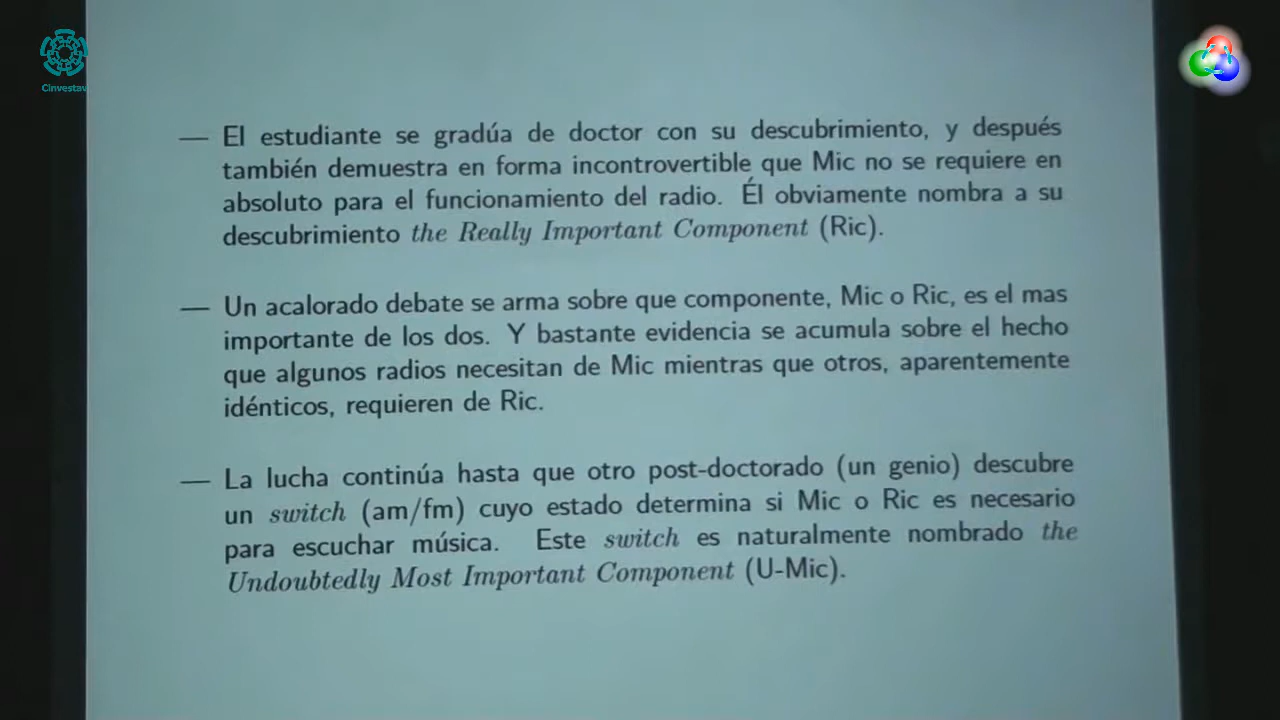 Cinvestav
— El estudiante se gradúa de doctor con su descubrimiento, y después
también demuestra en forma incontrovertible que Mic no se requiere en
absoluto para el funcionamiento del radio. Él obviamente nombra a su
descubrimiento the Really Important Component (Ric).
— Un acalorado debate se arma sobre que componente, Mic o Ric, es el mas
importante de los dos. Y bastante evidencia se acumula sobre el hecho
que algunos radios necesitan de Mic mientras que otros, aparentemente
idénticos, requieren de Ric.
— La lucha continúa hasta que otro post-doctorado (un genio) descubre
un switch (am/fm) cuyo estado determina si Mic o Ric es necesario
para escuchar música. Este switch es naturalmente nombrado the
Undoubtedly Most Important Component (U-Mic).